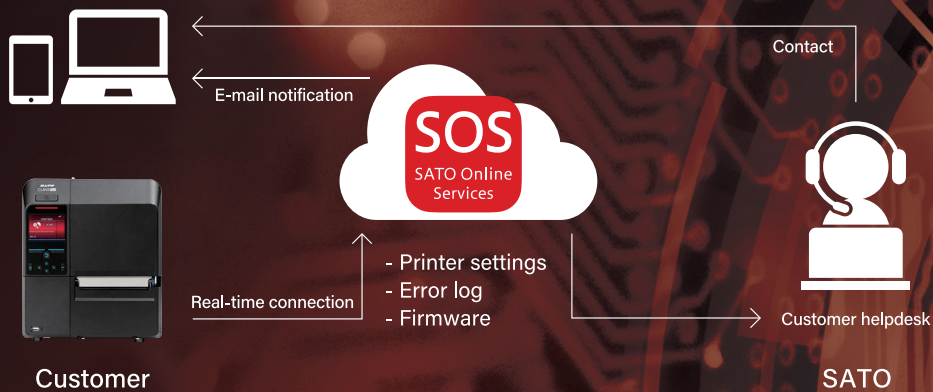 Contact
E-mail notification
SOS
SATO Online
Services
- Printer settings
- Error log
- Firmware
Real-time connection
Customer helpdesk
Customer
SATO